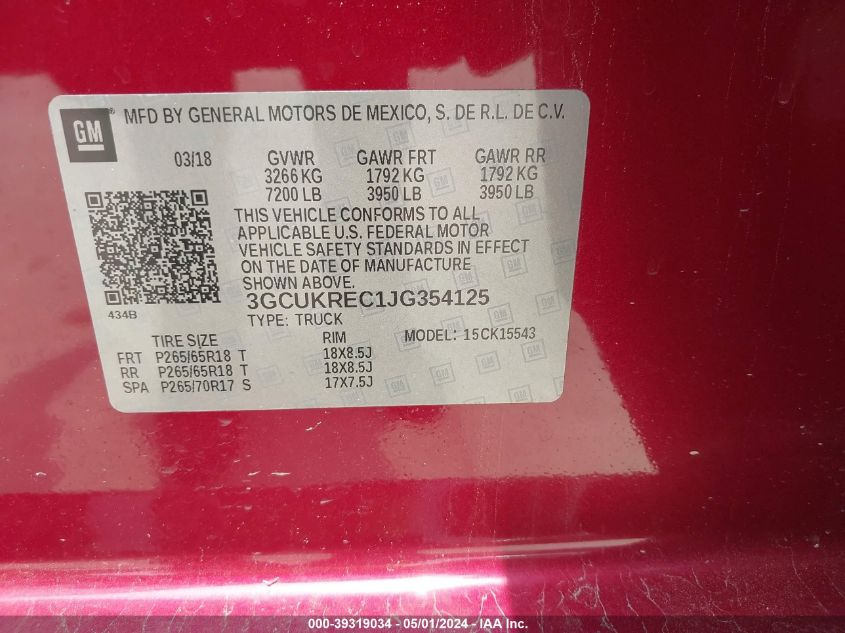 GM ® MFD BY GENERAL MOTORS DE MEXICO, S. DE R.L. DE C.V.
03/18 GVWR GAWR FRT GAWR RR
3266 KG 1792 KG 1792 KG
7200 LB 3950 LB 3950 LB
THIS VEHICLE CONFORMS TO ALL
APPLICABLE U.S. FEDERAL MOTOR
VEHICLE SAFETY STANDARDS IN EFFECT
ON THE DATE OF MANUFACTURE
SHOWN ABOVE.
3GCUKREC1JG354125
434B
TYPE: TRUCK MODEL: 15CK15543
TIRE SIZE RIM
FRT P265/65R18 T 18X8.5J
RR P265/65R18 T 18X8.5J
SPA P265/70R17 S 17X7.5J
000-39319034 - 05/01/2024 - IAA Inc.